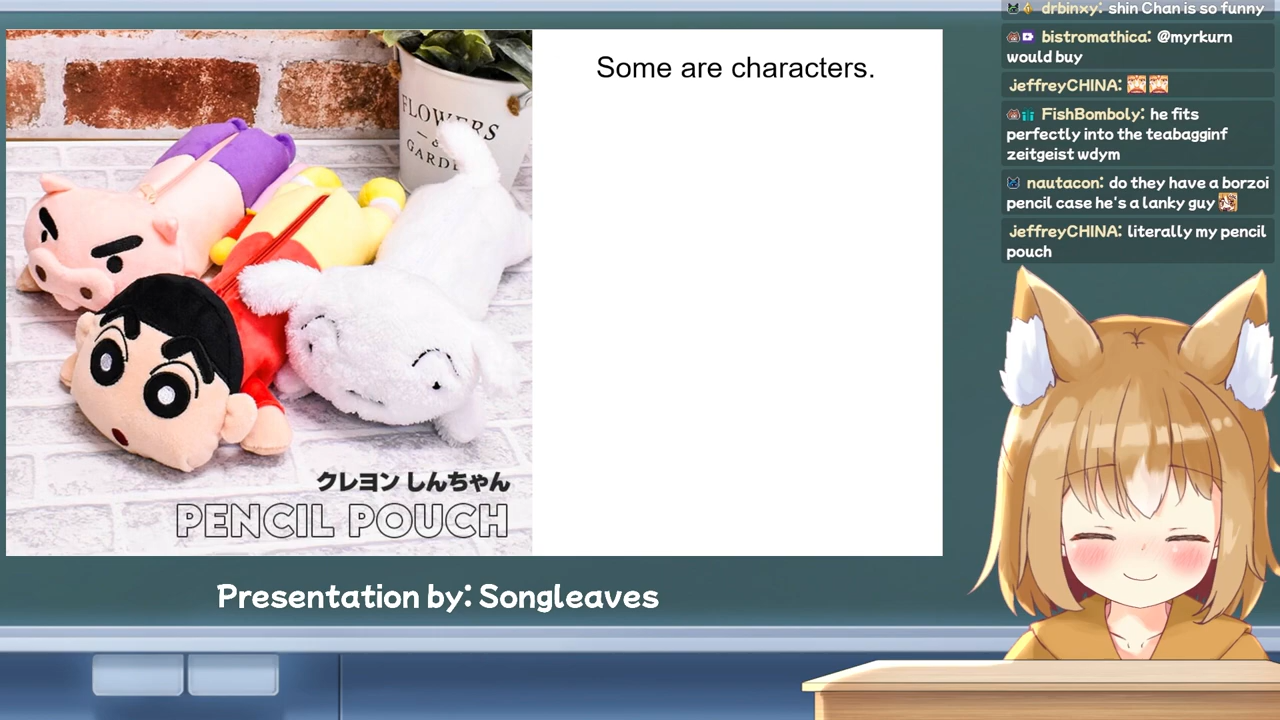 Some are characters.
FLOWERS
&
GARDE
クレヨン しんちゃん
PENCIL POUCH
Presentation by: Songleaves
drbinxy: shin Chan is so funny
bistromathica: @myrkurn
would buy
JeffreyCHINA:
FishBomboly: he fits
perfectly into the teabagginf
zeitgeist wdym
nautacon: do they have a borzoi
pencil case he's a lanky guy
JeffreyCHINA: literally my pencil
pouch